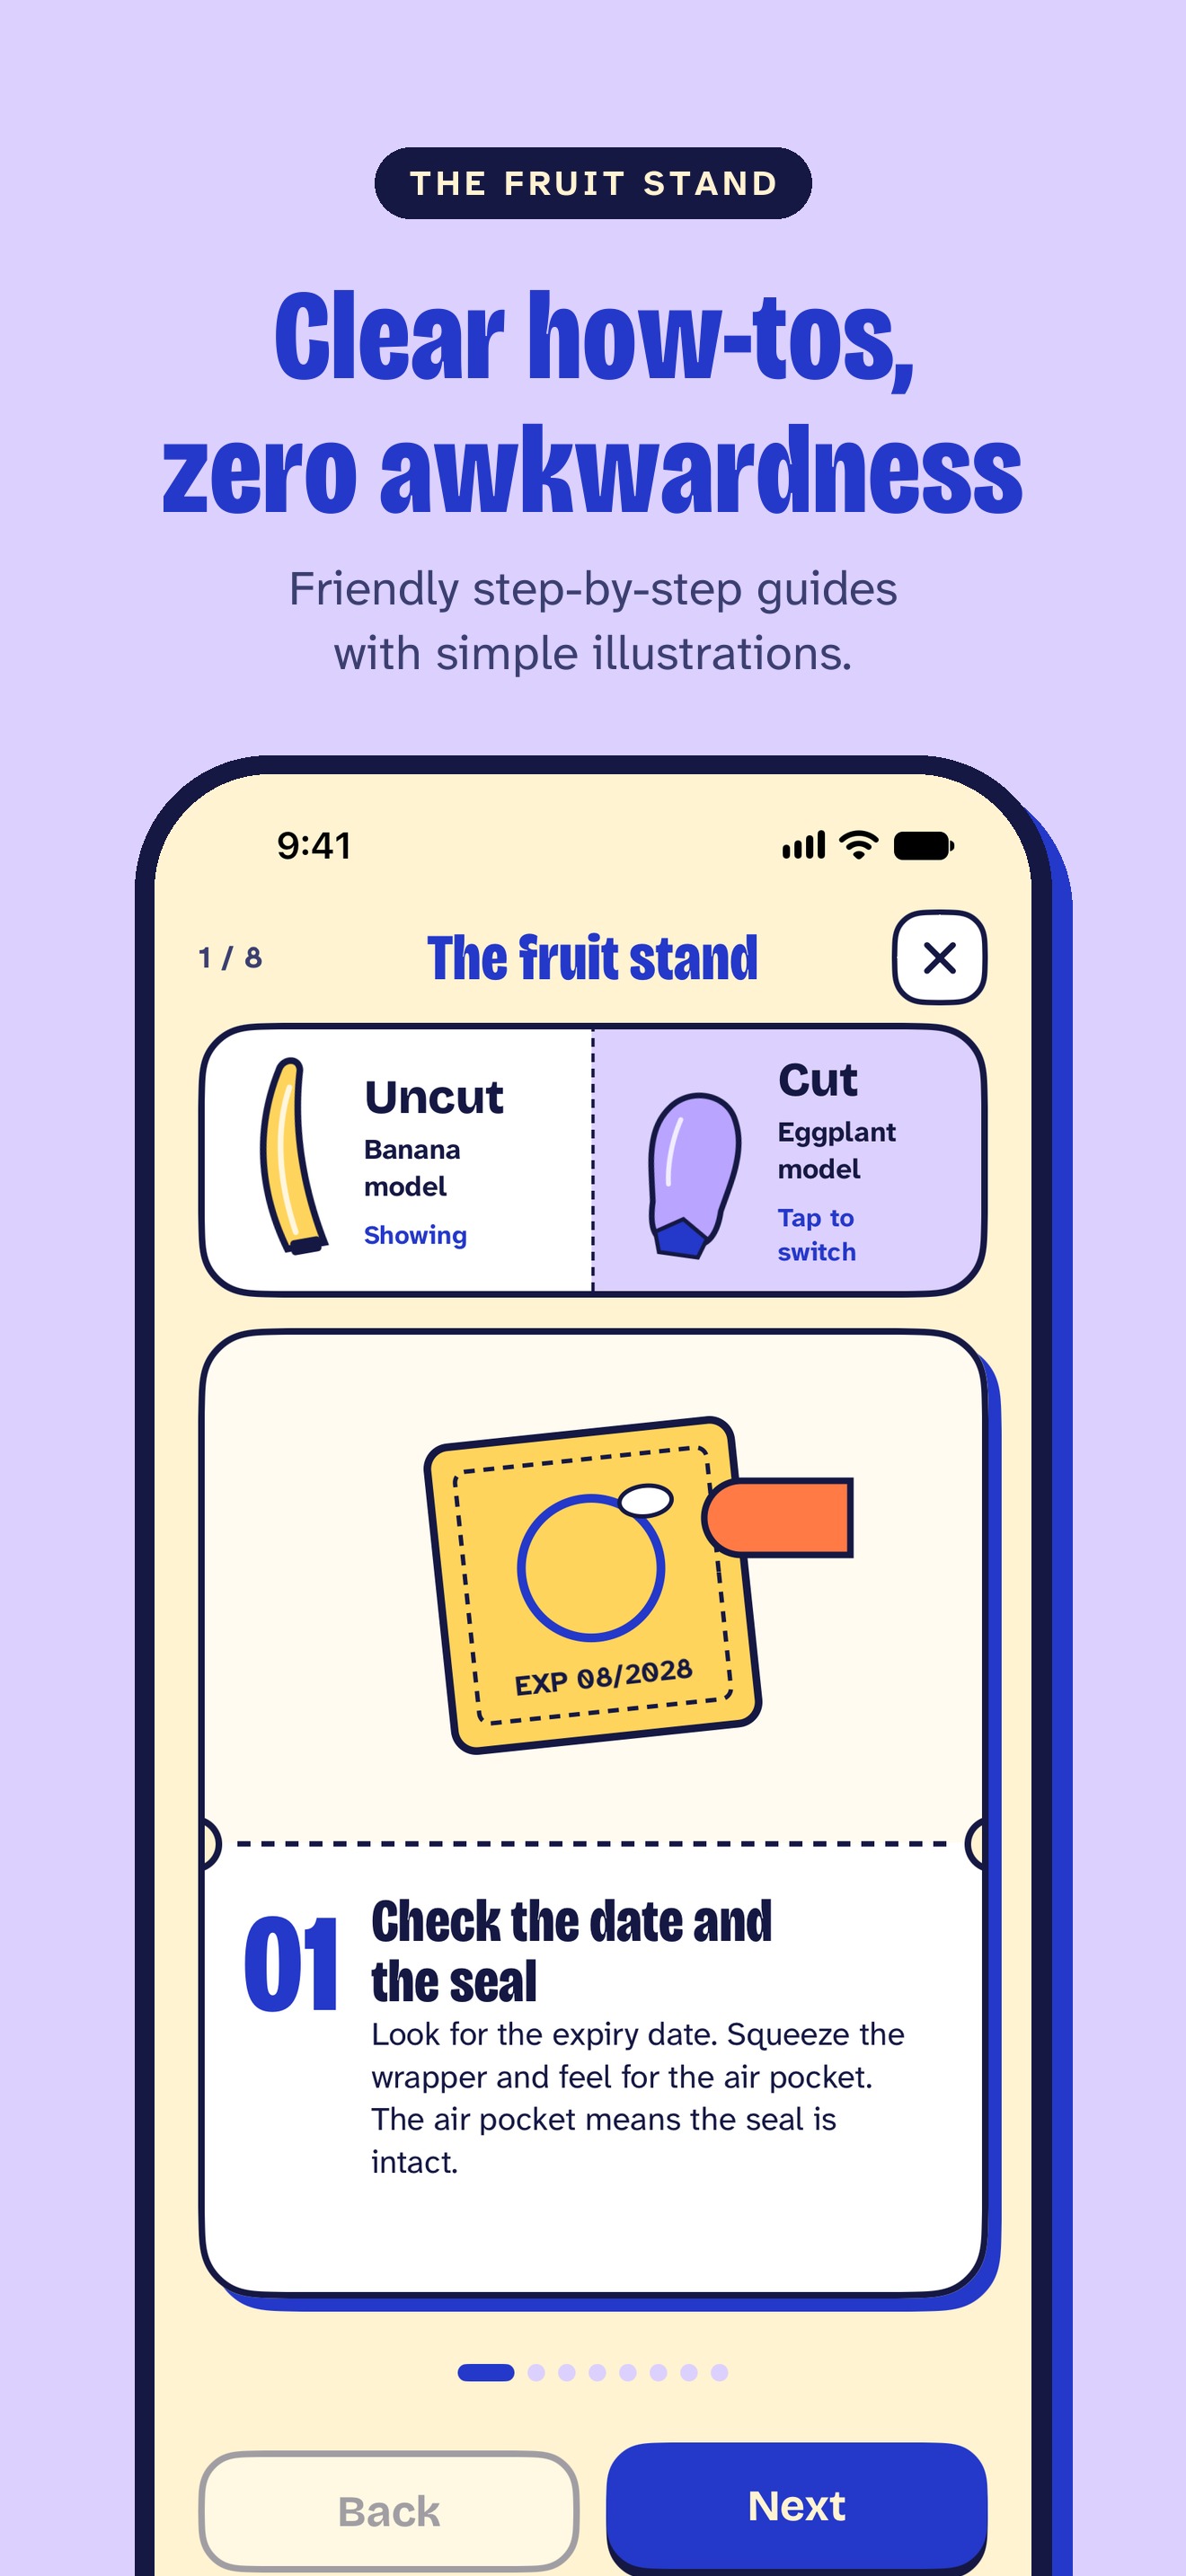 THE FRUIT STAND
Clear how-tos,
zero awkwardness
Friendly step-by-step guides
with simple illustrations.
9:41
1 / 8
The fruit stand
Uncut
Banana
model
Showing
Cut
Eggplant
model
Tap to
switch
EXP 08/2028
01
Check the date and
the seal
Look for the expiry date. Squeeze the
wrapper and feel for the air pocket.
The air pocket means the seal is
intact.
Back
Next